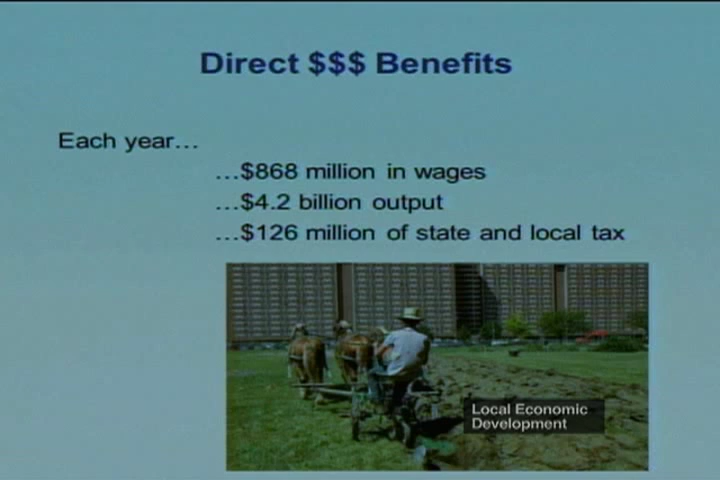 Direct $$$ Benefits
Each year…
…$868 million in wages
…$4.2 billion output
…$126 million of state and local tax
Local Economic
Development